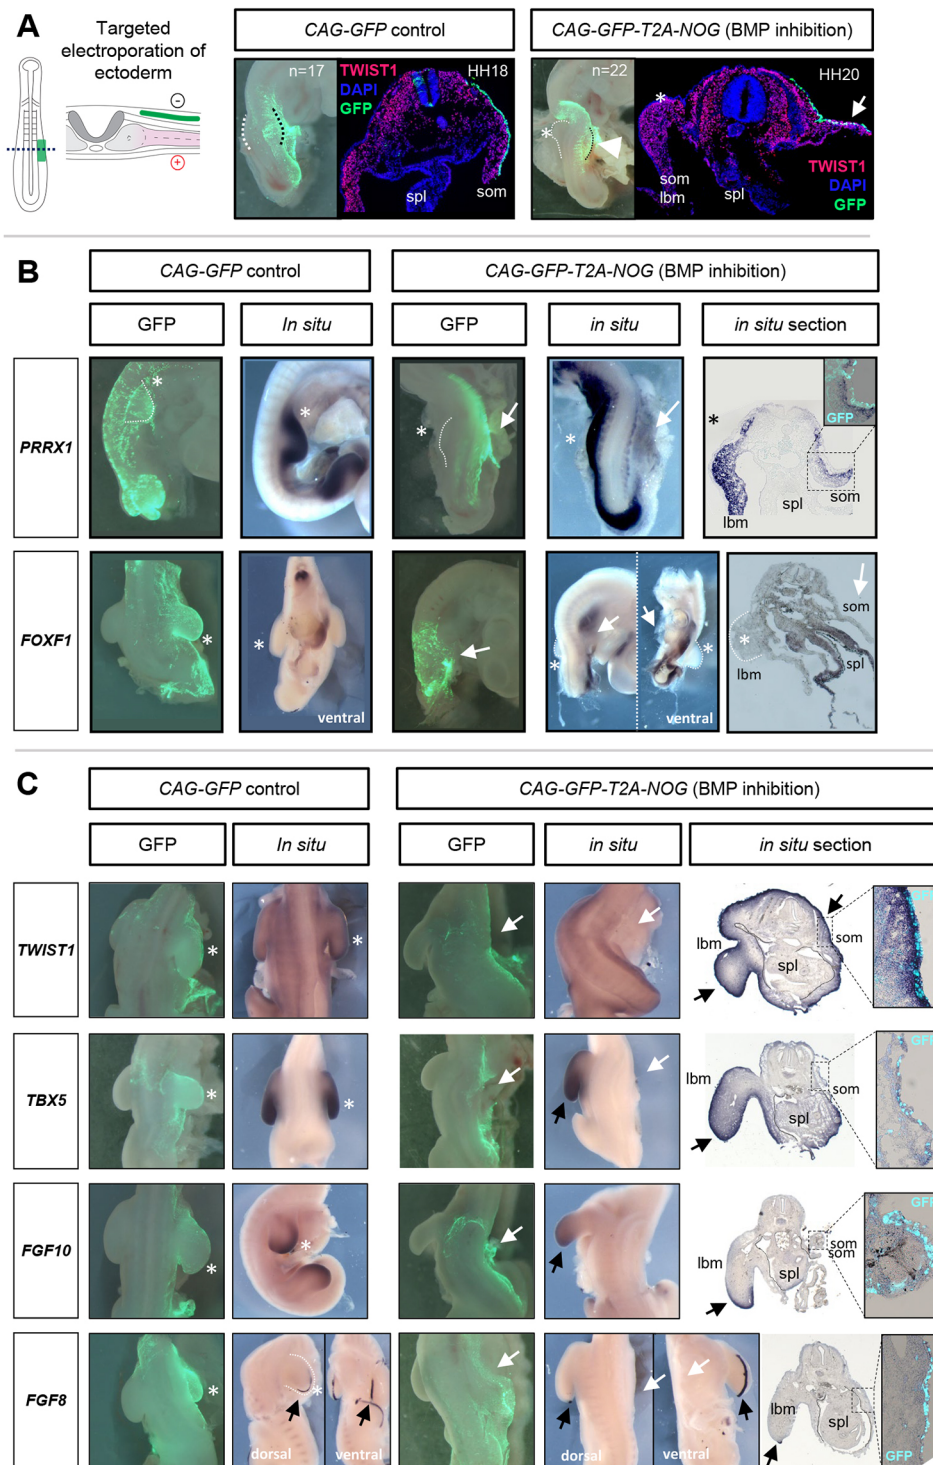 A
Targeted
electroporation of
ectoderm
CAG-GFP control
CAG-GFP-T2A-NOG (BMP inhibition)
n=17
TWIST1
DAPI
GFP
HH18
spl
som
n=22
*
*
HH20
som
lbm
spl
TWIST1
DAPI
GFP
B
CAG-GFP control
CAG-GFP-T2A-NOG (BMP inhibition)
GFP
In situ
GFP
in situ
in situ section
PRRX1
*
*
*
*
*
GFP
lbm
spl
som
FOXF1
*
*
ventral
*
*
ventral
*
lbm
som
spl
C
CAG-GFP control
CAG-GFP-T2A-NOG (BMP inhibition)
GFP
In situ
GFP
in situ
in situ section
TWIST1
*
*
lbm
som
spl
GFP
TBX5
*
*
lbm
som
spl
GFP
FGF10
*
*
lbm
som
som
spl
GFP
FGF8
*
*
dorsal
ventral
dorsal
ventral
lbm
spl
GFP